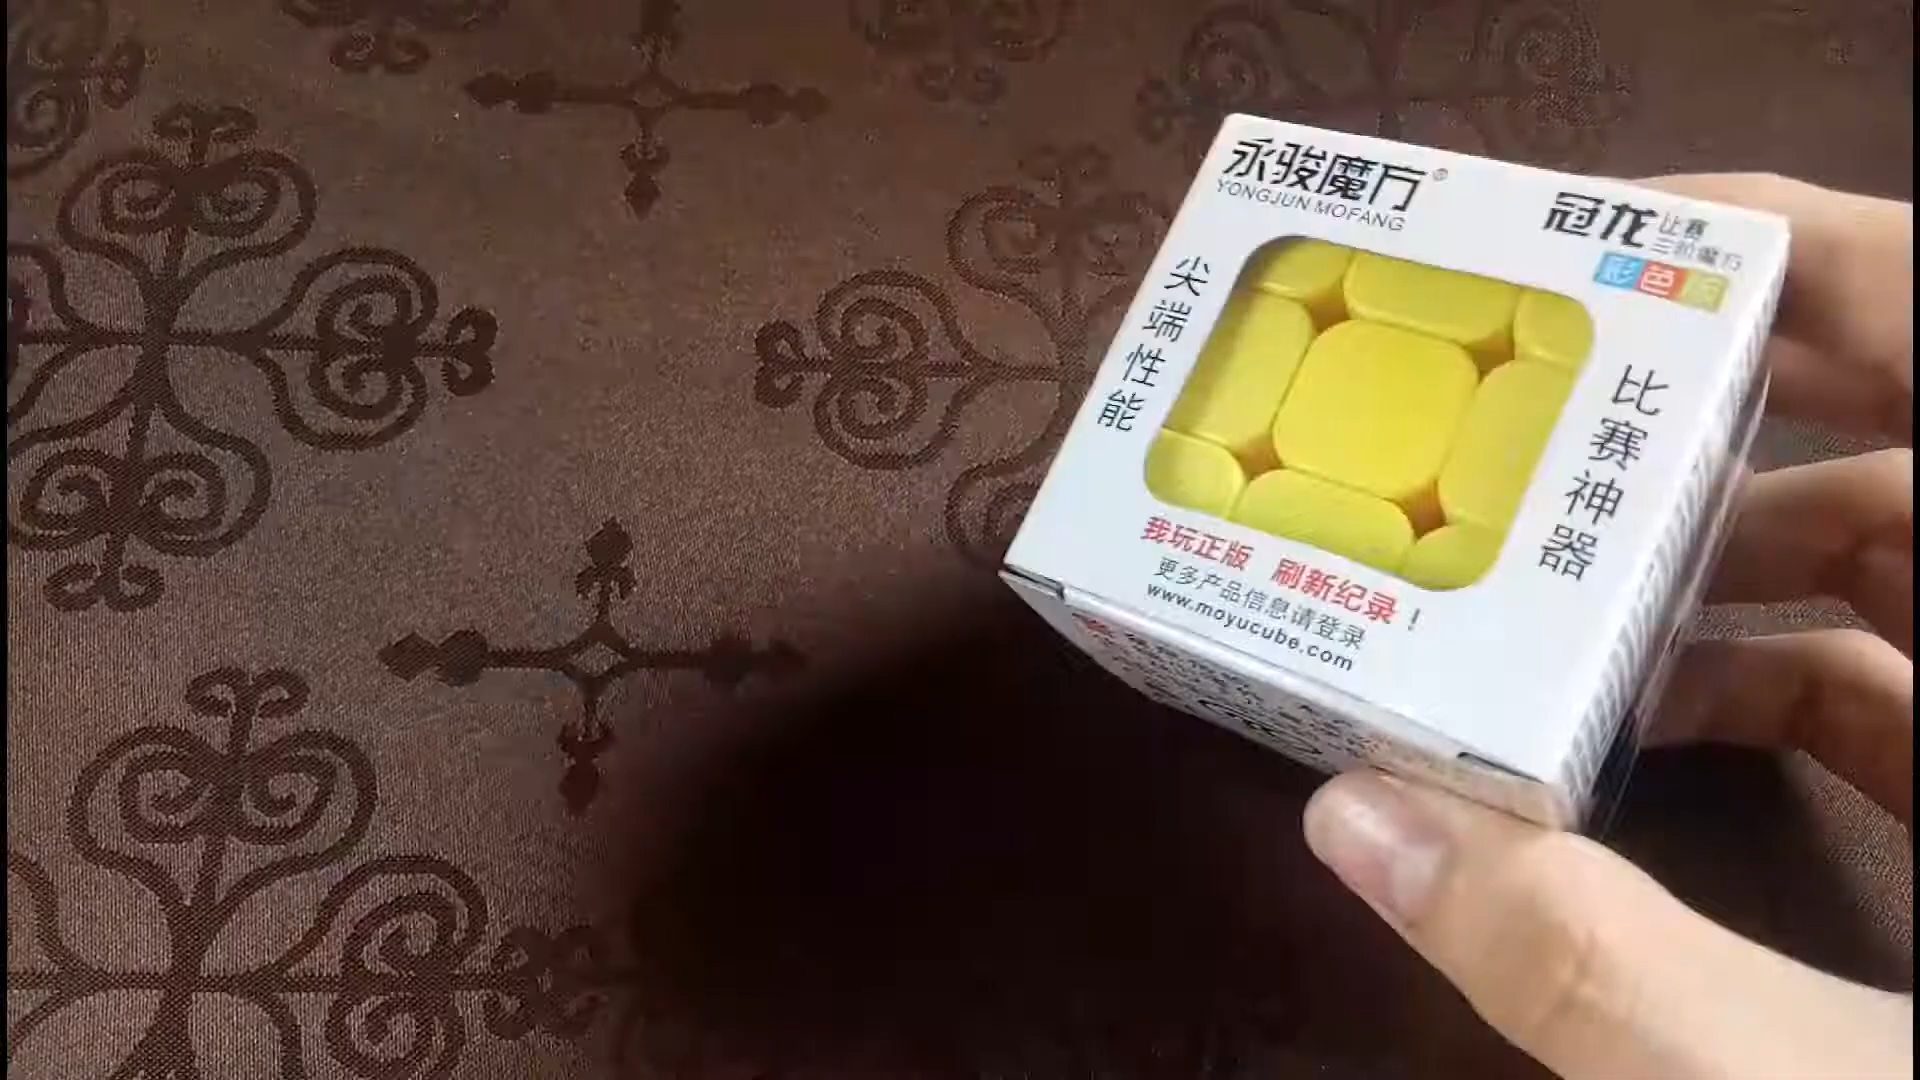 永骏魔方®
YONGJUN MOFANG
冠龙
比赛
三阶魔方
彩色版
尖端性能
比赛神器
我玩正版 刷新纪录!
更多产品信息请登录
www.moyucube.com